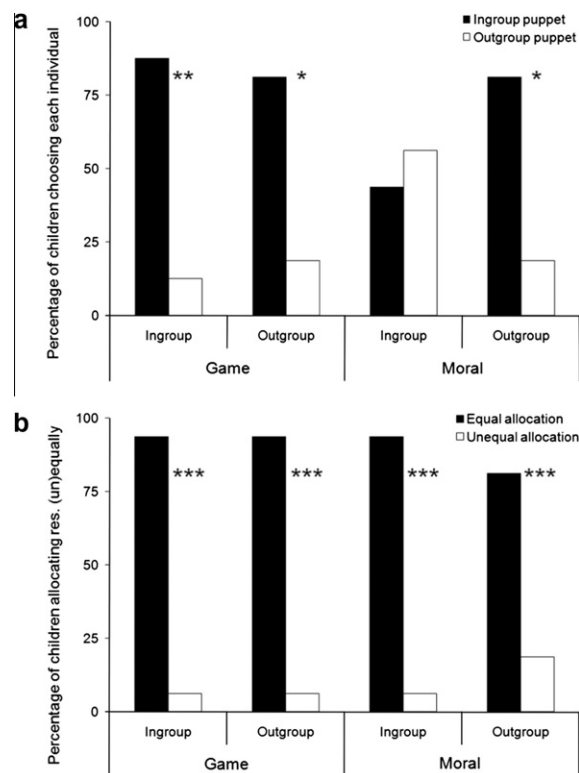 a
Ingroup puppet
Outgroup puppet
Percentage of children choosing each individual
100
75
50
25
0
** * *
Ingroup Outgroup Ingroup Outgroup
Game Moral
b
Equal allocation
Unequal allocation
Percentage of children allocating res. (un)equally
100
75
50
25
0
*** *** *** ***
Ingroup Outgroup Ingroup Outgroup
Game Moral